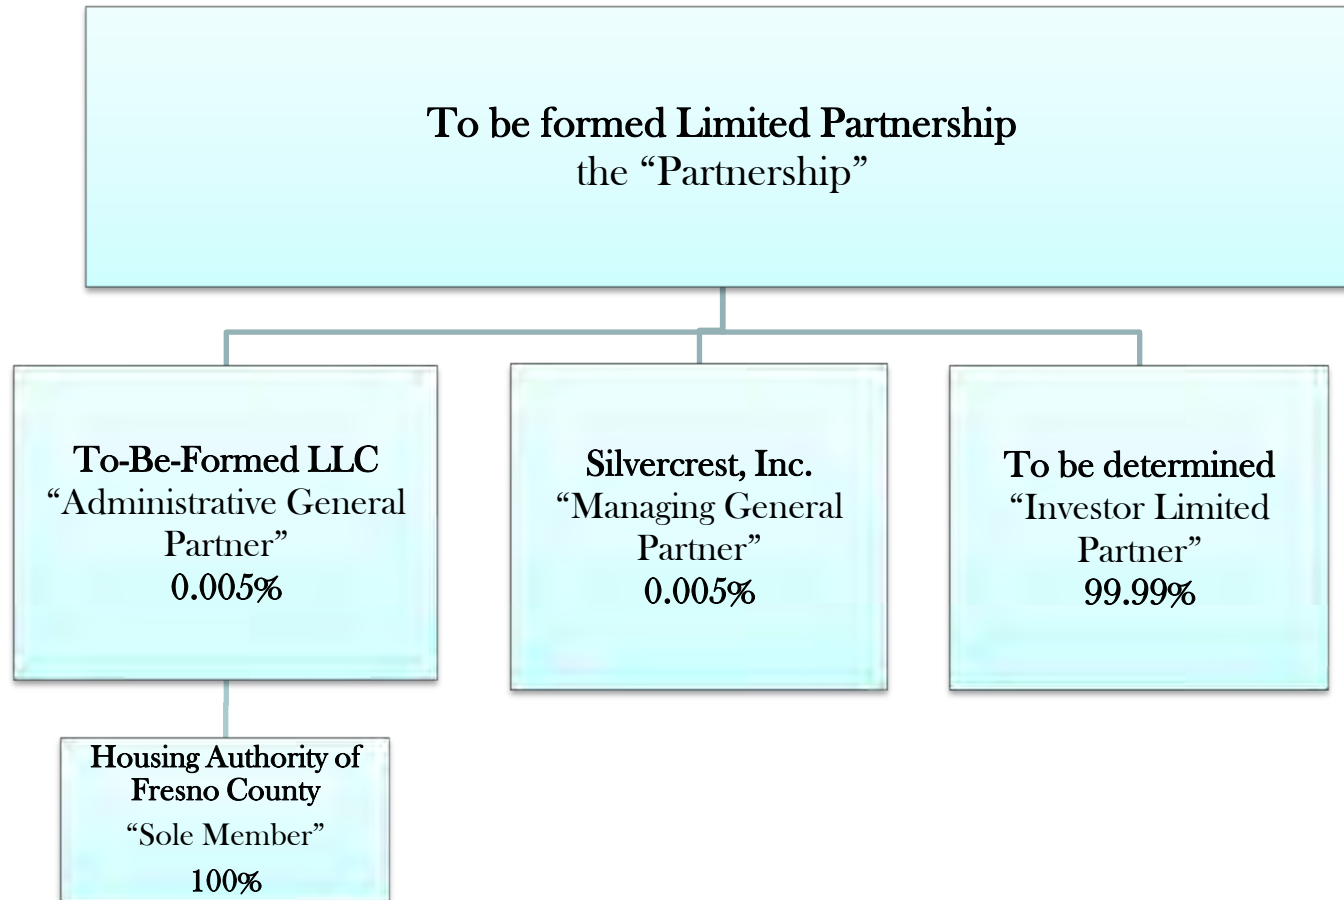 To be formed Limited Partnership
the “Partnership”
To-Be-Formed LLC
“Administrative General
Partner”
0.005%
Silvercrest, Inc.
“Managing General
Partner”
0.005%
To be determined
“Investor Limited
Partner”
99.99%
Housing Authority of
Fresno County
“Sole Member”
100%